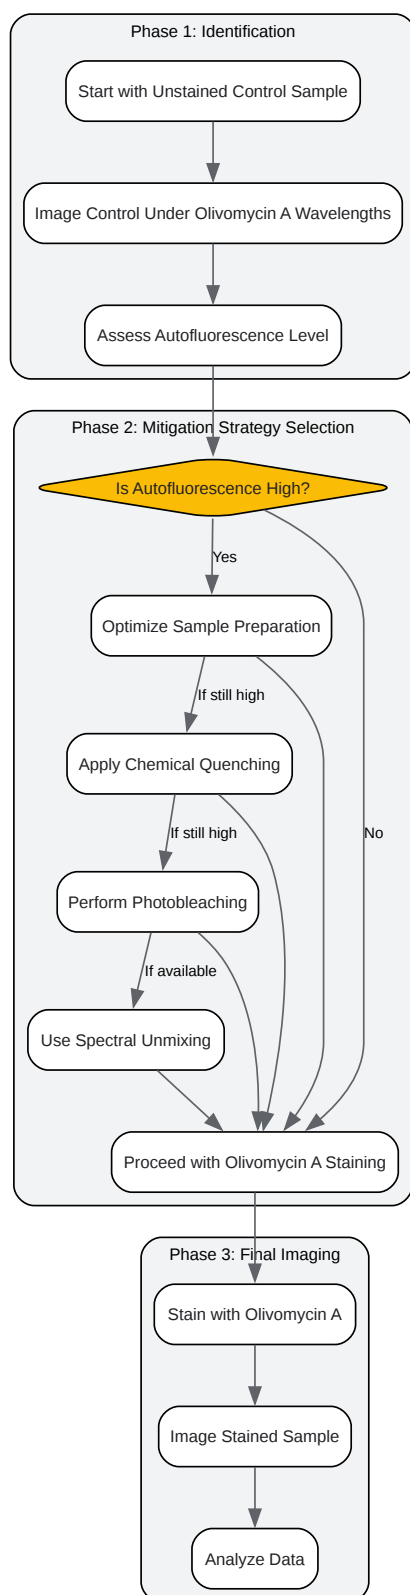 Phase 1: Identification
Start with Unstained Control Sample
Image Control Under Olivomycin A Wavelengths
Assess Autofluorescence Level
Phase 2: Mitigation Strategy Selection
Is Autofluorescence High?
Yes
Optimize Sample Preparation
If still high
Apply Chemical Quenching
If still high
No
Perform Photobleaching
If available
Use Spectral Unmixing
Proceed with Olivomycin A Staining
Phase 3: Final Imaging
Stain with Olivomycin A
Image Stained Sample
Analyze Data